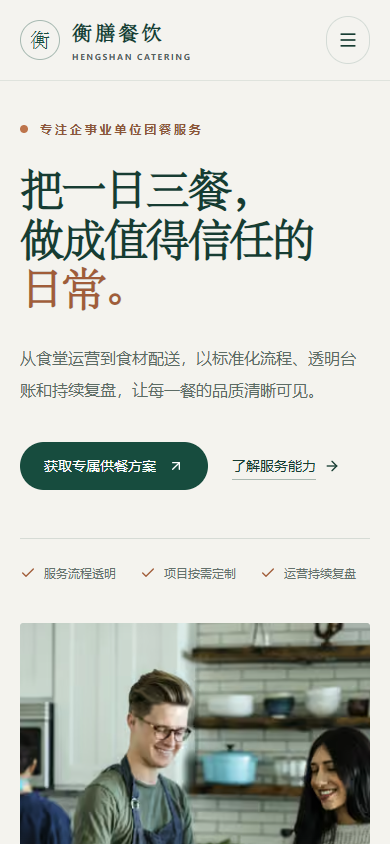 衡
衡膳餐饮
HENGSHAN CATERING
专注企事业单位团餐服务
把一日三餐，
做成值得信任的
日常。
从食堂运营到食材配送，以标准化流程、透明台
账和持续复盘，让每一餐的品质清晰可见。
获取专属供餐方案
了解服务能力
服务流程透明
项目按需定制
运营持续复盘